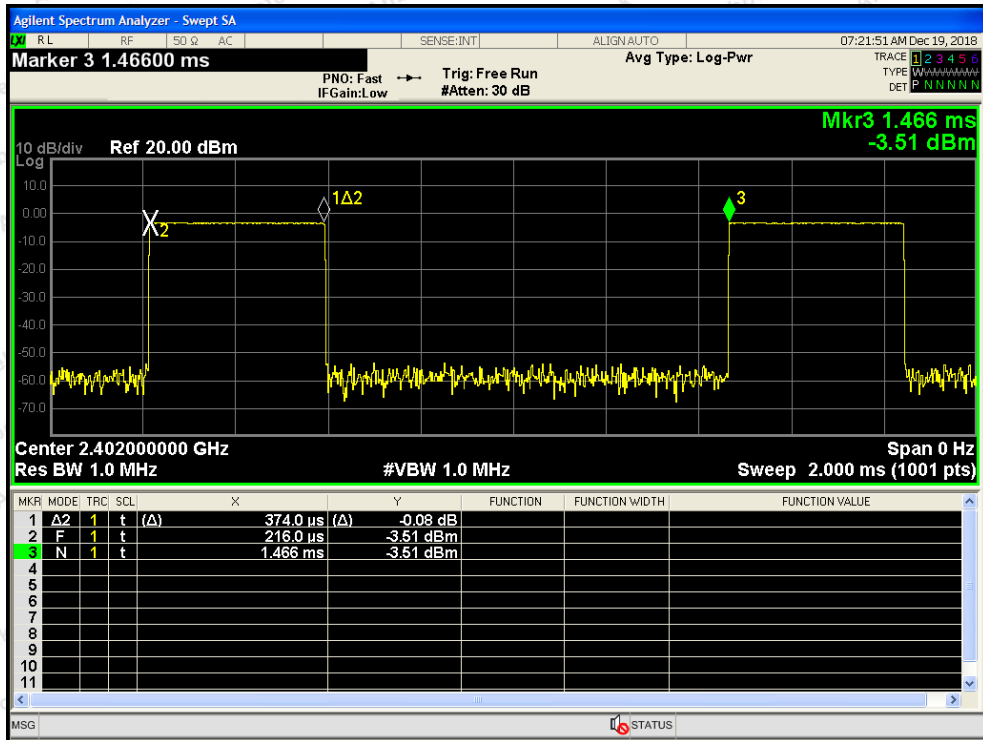 Agilent Spectrum Analyzer - Swept SA
LXI RL RF 50 Ω AC SENSE:INT ALIGN AUTO 07:21:51 AM Dec 19, 2018
Marker 3 1.46600 ms
PNO: Fast
IFGain:Low
Trig: Free Run
#Atten: 30 dB
Avg Type: Log-Pwr
TRACE 1 2 3 4 5 6
TYPE WWWWWW
DET P N N N N N
Mkr3 1.466 ms
-3.51 dBm
10 dB/div Ref 20.00 dBm
Log
10.0
0.00
-10.0
-20.0
-30.0
-40.0
-50.0
-60.0
-70.0
2
1Δ2
3
Center 2.402000000 GHz Span 0 Hz
Res BW 1.0 MHz #VBW 1.0 MHz Sweep 2.000 ms (1001 pts)
MKR MODE TRC SCL X Y FUNCTION FUNCTION WIDTH FUNCTION VALUE
1 Δ2 1 t (Δ) 374.0 µs (Δ) -0.08 dB
2 F 1 t 216.0 µs -3.51 dBm
3 N 1 t 1.466 ms -3.51 dBm
4
5
6
7
8
9
10
11
MSG STATUS